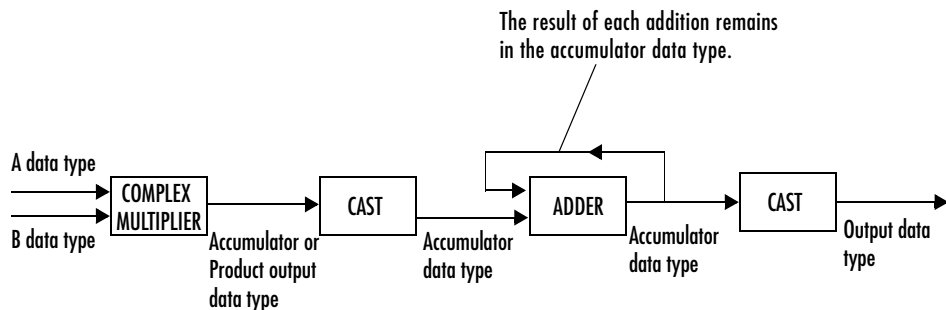 The result of each addition remains
in the accumulator data type.
A data type
B data type
COMPLEX
MULTIPLIER
Accumulator or
Product output
data type
CAST
Accumulator
data type
ADDER
Accumulator
data type
CAST
Output data
type